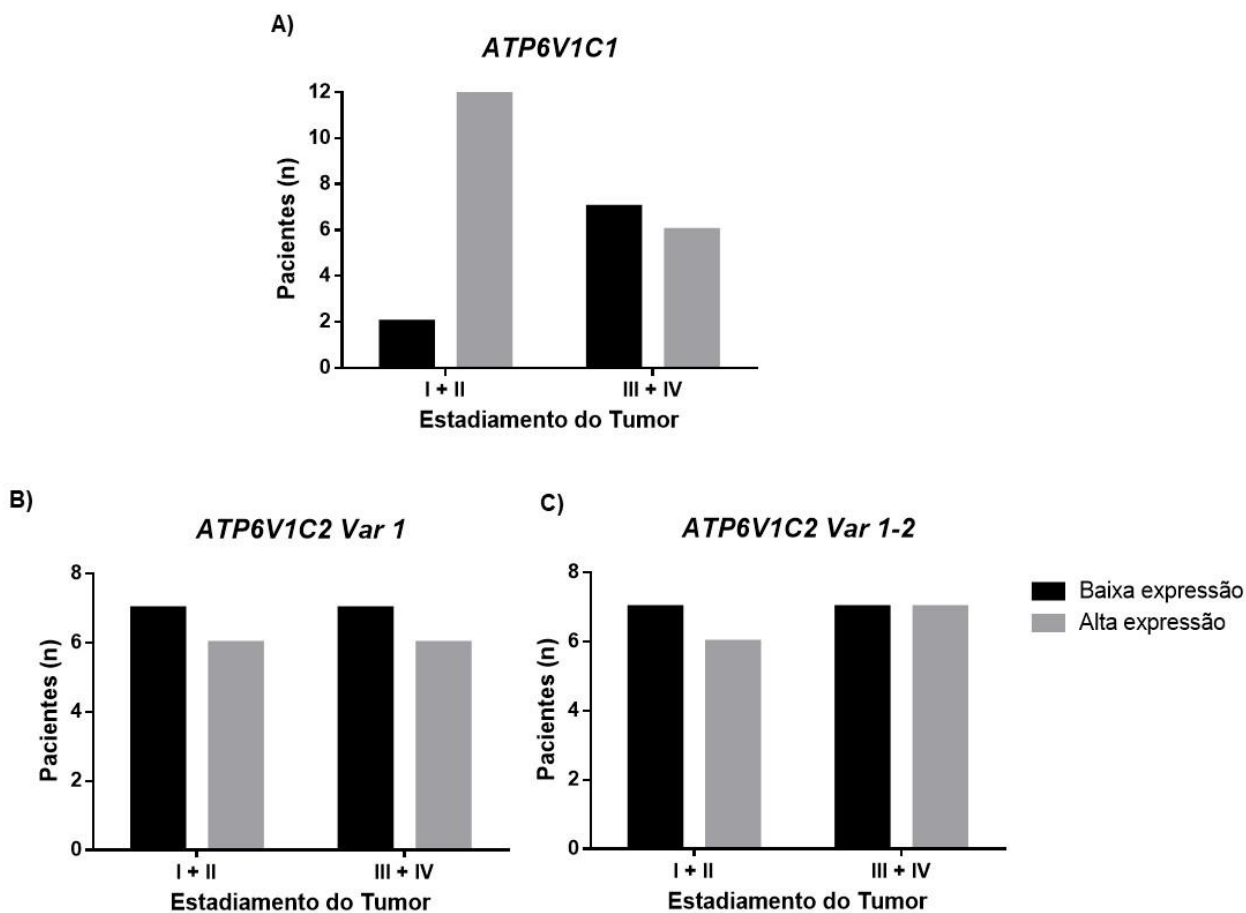 A)
ATP6V1C1
Pacientes (n)
12
10
8
6
4
2
0
I + II
III + IV
Estadiamento do Tumor
B)
ATP6V1C2 Var 1
Pacientes (n)
8
6
4
2
0
I + II
III + IV
Estadiamento do Tumor
C)
ATP6V1C2 Var 1-2
Pacientes (n)
8
6
4
2
0
I + II
III + IV
Estadiamento do Tumor
Baixa expressão
Alta expressão